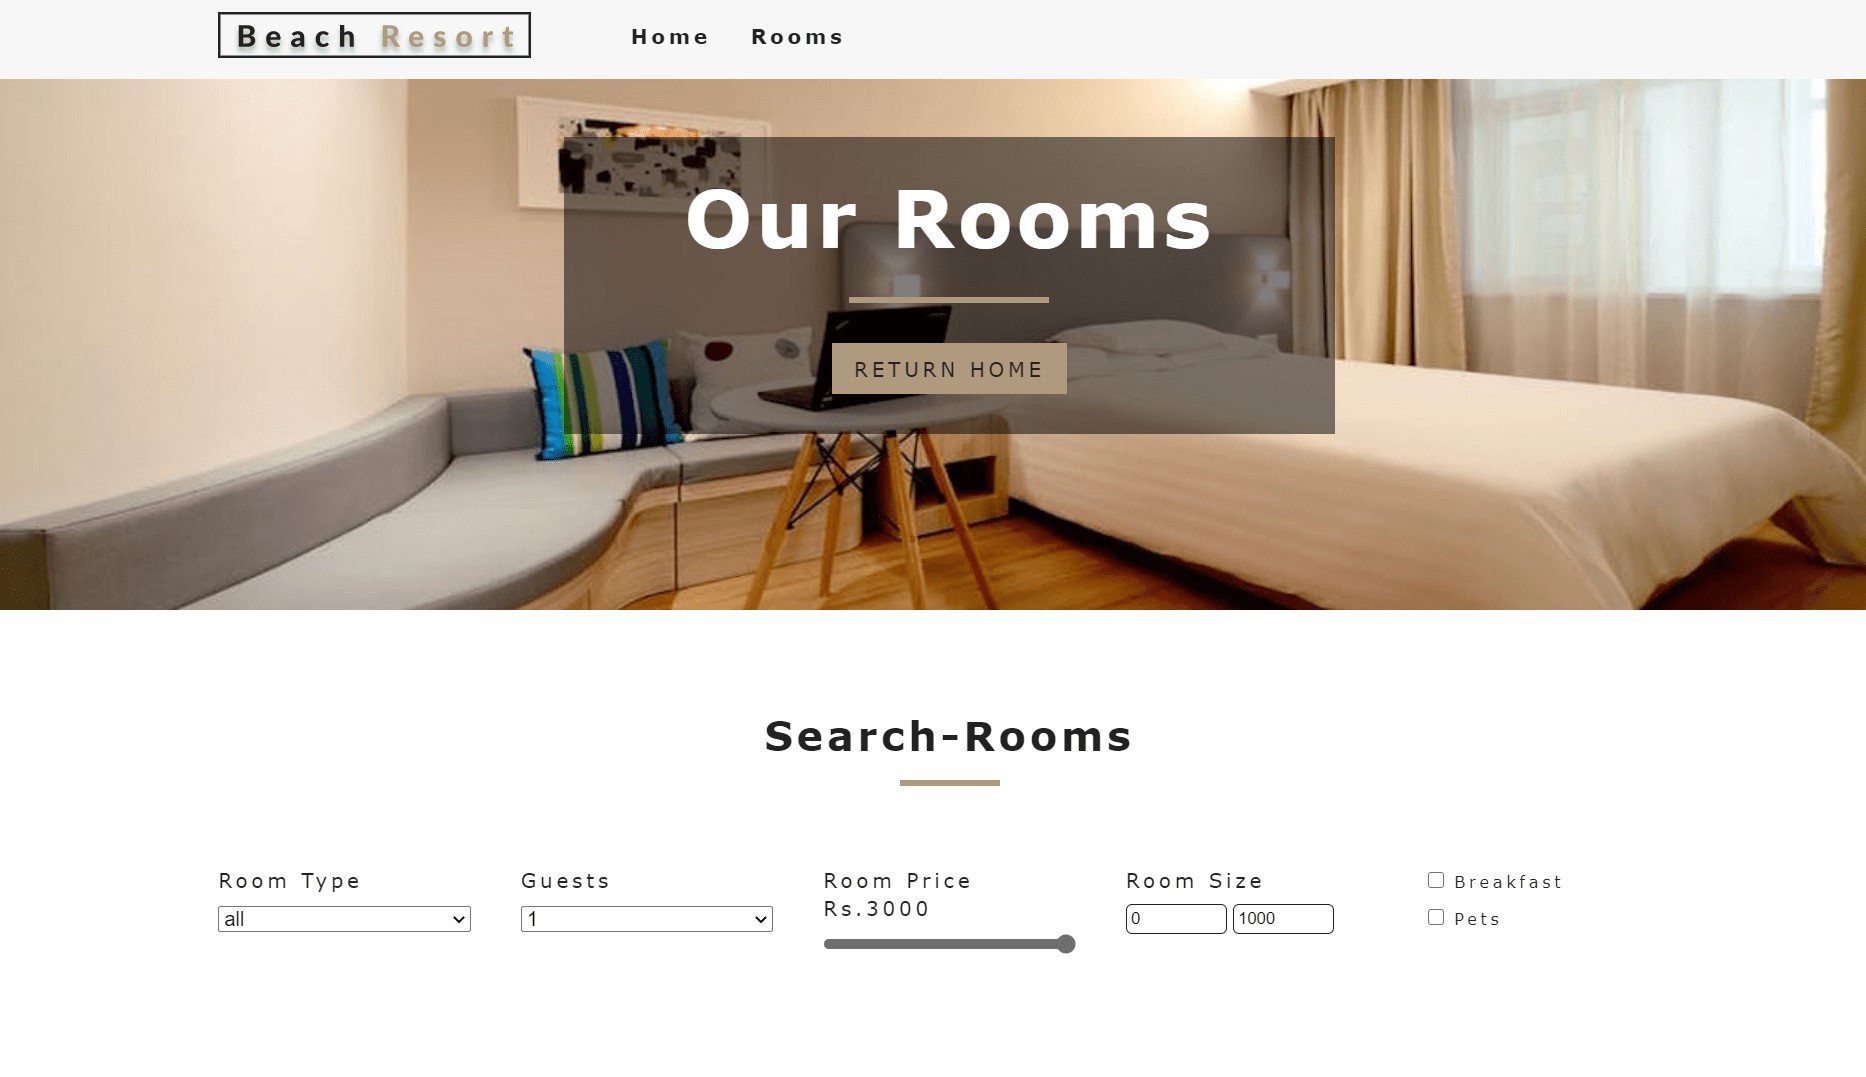 Beach Resort
Home
Rooms
Our Rooms
RETURN HOME
Search-Rooms
Room Type
all
Guests
1
Room Price
Rs.3000
Room Size
0
1000
Breakfast
Pets